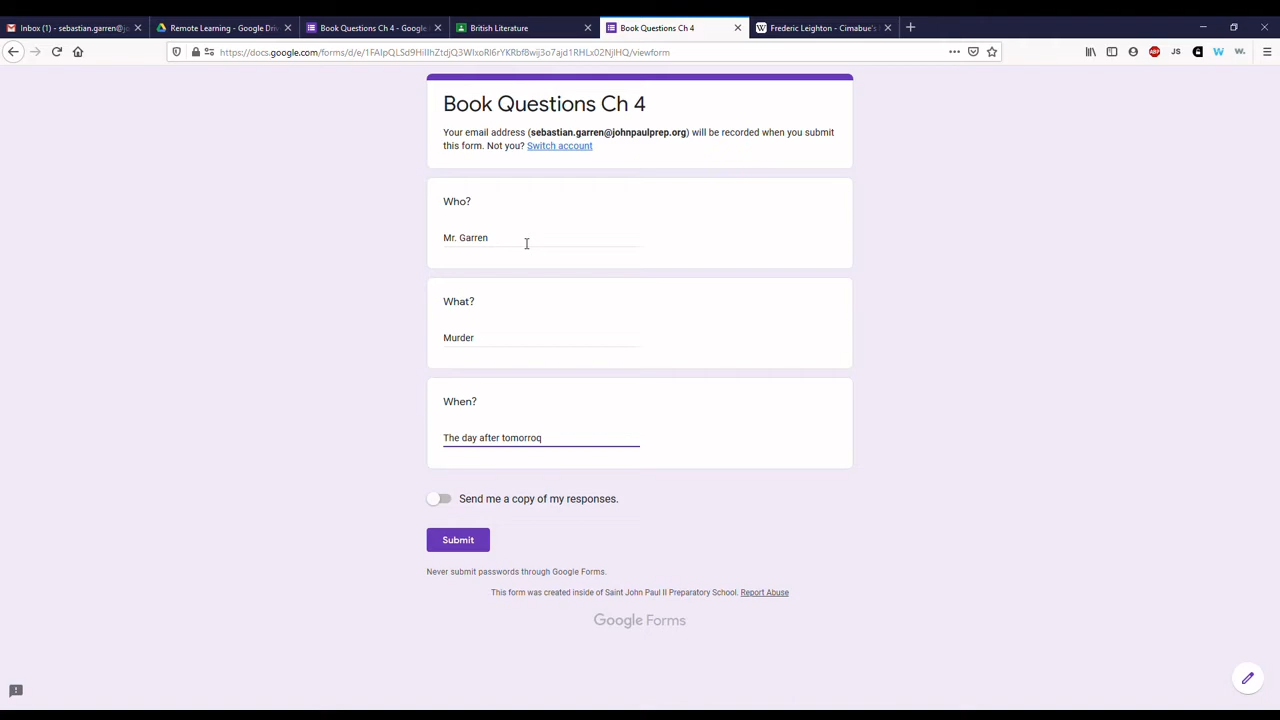 Inbox (1) - sebastian.garren@jo
Remote Learning - Google Driv
Book Questions Ch 4 - Google
British Literature
Book Questions Ch 4
Frederic Leighton - Cimabue's
https://docs.google.com/forms/d/e/
/viewform
JS
ABP
Book Questions Ch 4
Your email address (sebastian.garren@johnpaulprep.org) will be recorded when you submit
this form. Not you? Switch account
Who?
Mr. Garren
What?
Murder
When?
The day after tomorroq
Send me a copy of my responses.
Submit
Never submit passwords through Google Forms.
This form was created inside of Saint John Paul II Preparatory School. Report Abuse
Google Forms